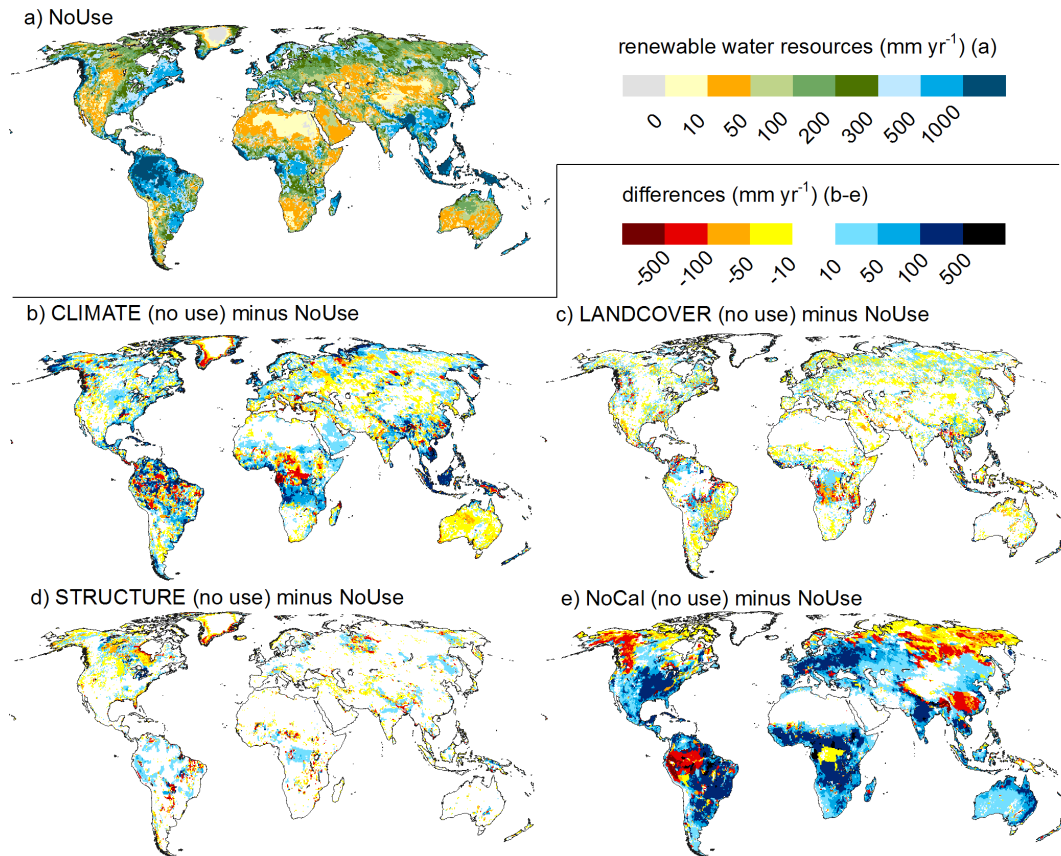 a) NoUse
renewable water resources (mm yr⁻¹) (a)
0 10 50 100 200 300 500 1000
differences (mm yr⁻¹) (b-e)
-500 -100 -50 -10 10 50 100 500
b) CLIMATE (no use) minus NoUse
c) LANDCOVER (no use) minus NoUse
d) STRUCTURE (no use) minus NoUse
e) NoCal (no use) minus NoUse